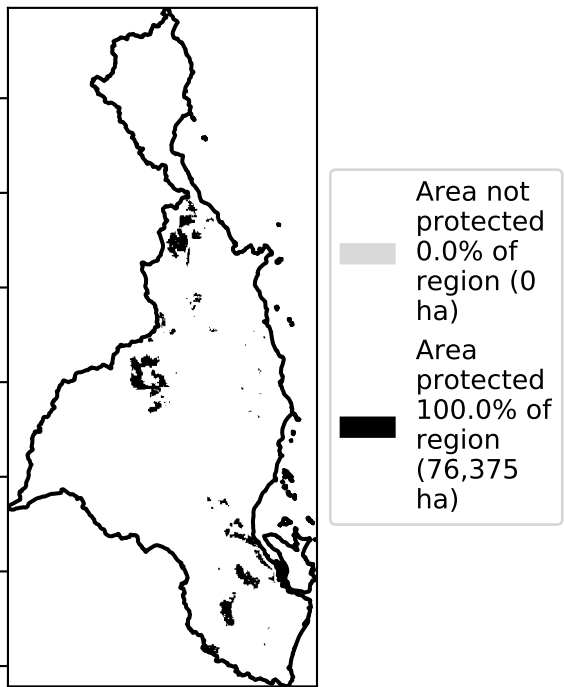 Area not
protected
0.0% of
region (0
ha)
Area
protected
100.0% of
region
(76,375
ha)